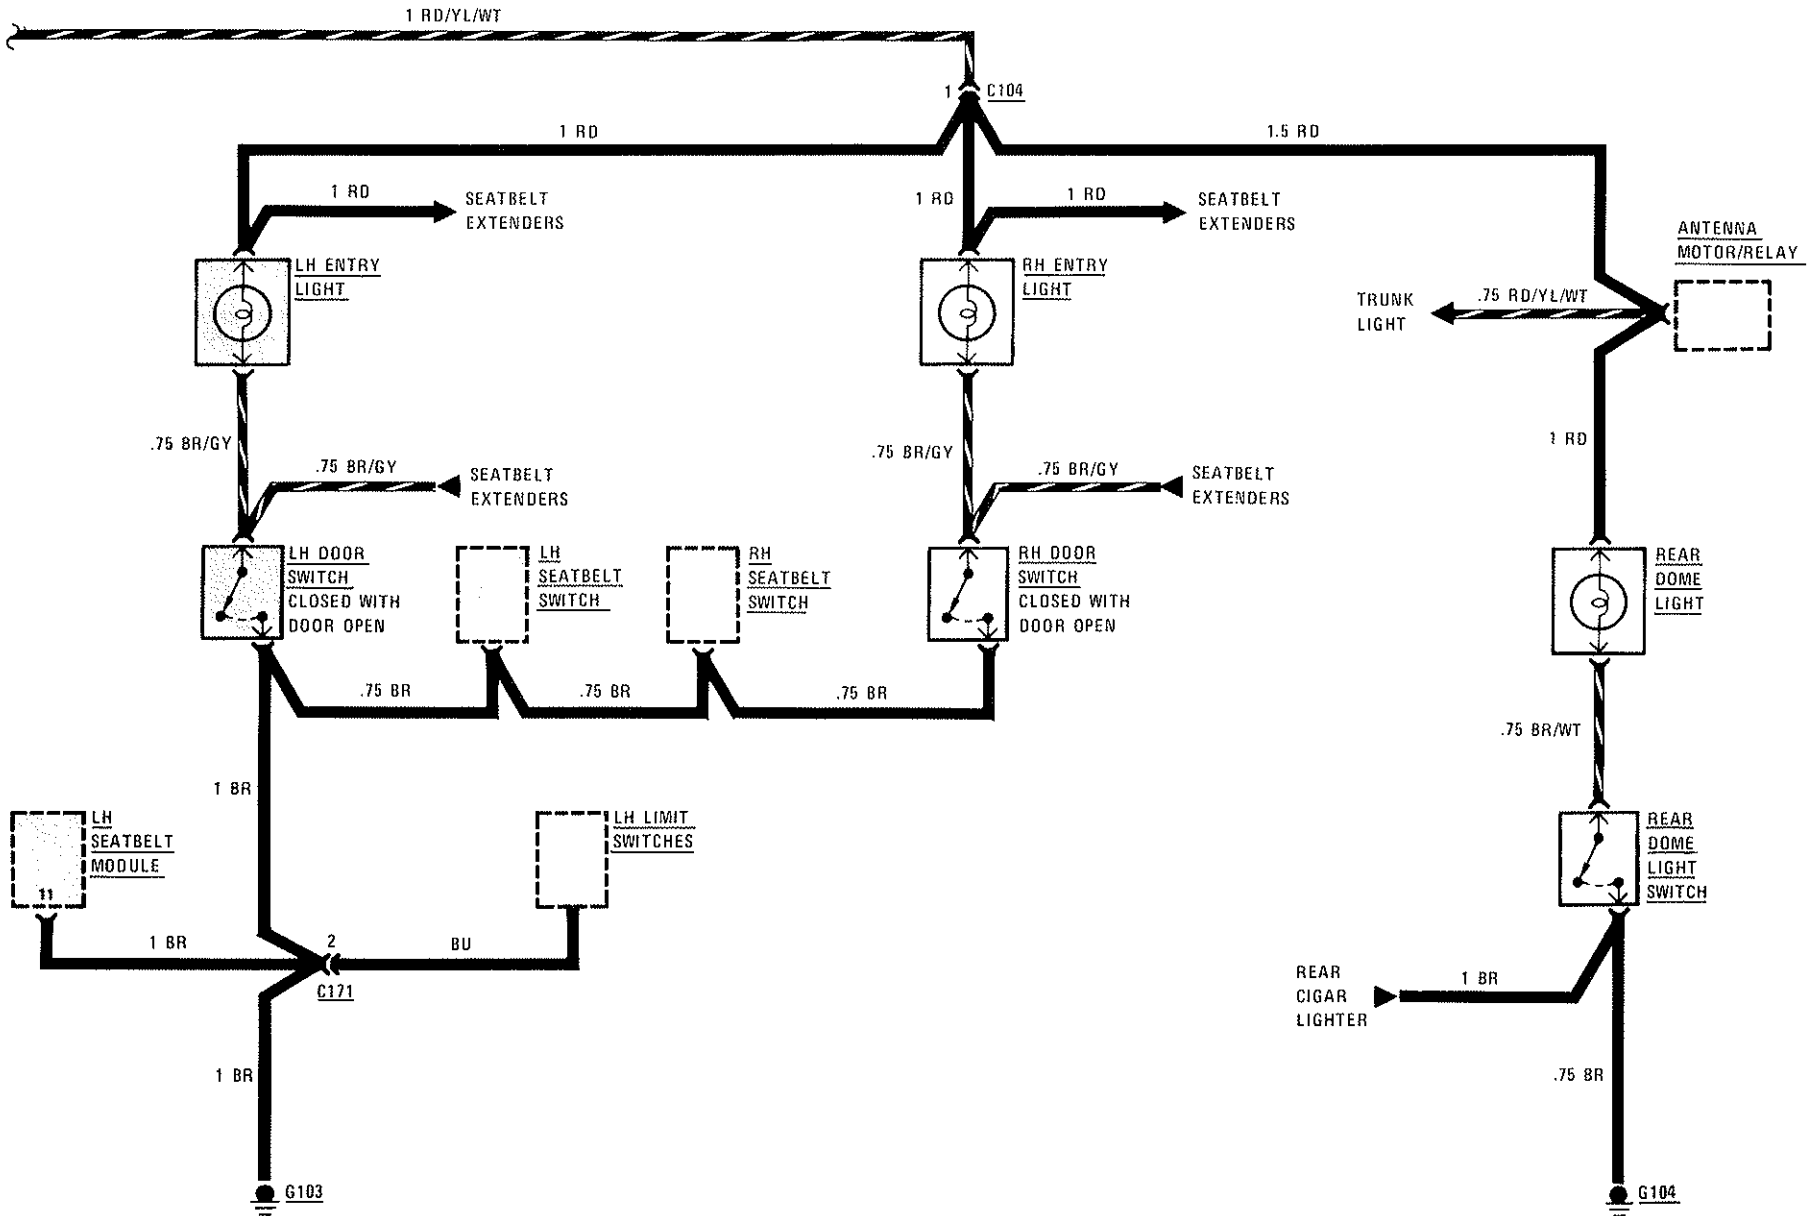 1 RD/YL/WT
1
C104
1 RD
1.5 RD
1 RD
SEATBELT
EXTENDERS
1 RD
1 RD
SEATBELT
EXTENDERS
ANTENNA
MOTOR/RELAY
LH ENTRY
LIGHT
RH ENTRY
LIGHT
TRUNK
LIGHT
.75 RD/YL/WT
.75 BR/GY
.75 BR/GY
SEATBELT
EXTENDERS
.75 BR/GY
.75 BR/GY
SEATBELT
EXTENDERS
1 RD
LH DOOR
SWITCH
CLOSED WITH
DOOR OPEN
LH
SEATBELT
SWITCH
RH
SEATBELT
SWITCH
RH DOOR
SWITCH
CLOSED WITH
DOOR OPEN
REAR
DOME
LIGHT
.75 BR
.75 BR
.75 BR
.75 BR/WT
1 BR
LH
SEATBELT
MODULE
11
LH LIMIT
SWITCHES
REAR
DOME
LIGHT
SWITCH
1 BR
2
BU
C171
REAR
CIGAR
LIGHTER
1 BR
1 BR
.75 BR
G103
G104